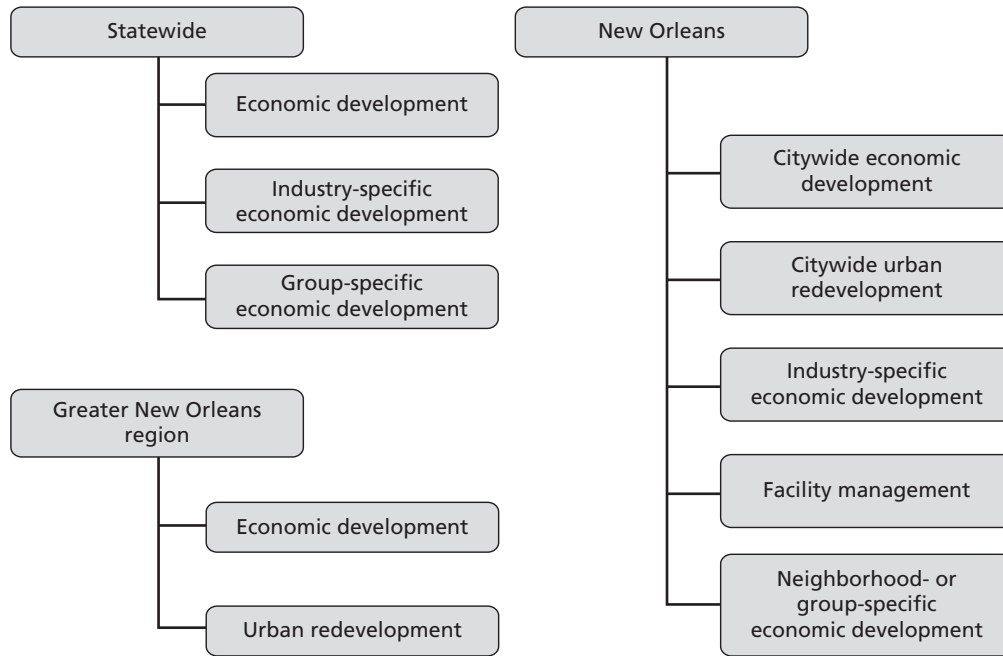 Statewide
Economic development
Industry-specific
economic development
Group-specific
economic development
Greater New Orleans
region
Economic development
Urban redevelopment
New Orleans
Citywide economic
development
Citywide urban
redevelopment
Industry-specific
economic development
Facility management
Neighborhood- or
group-specific
economic development